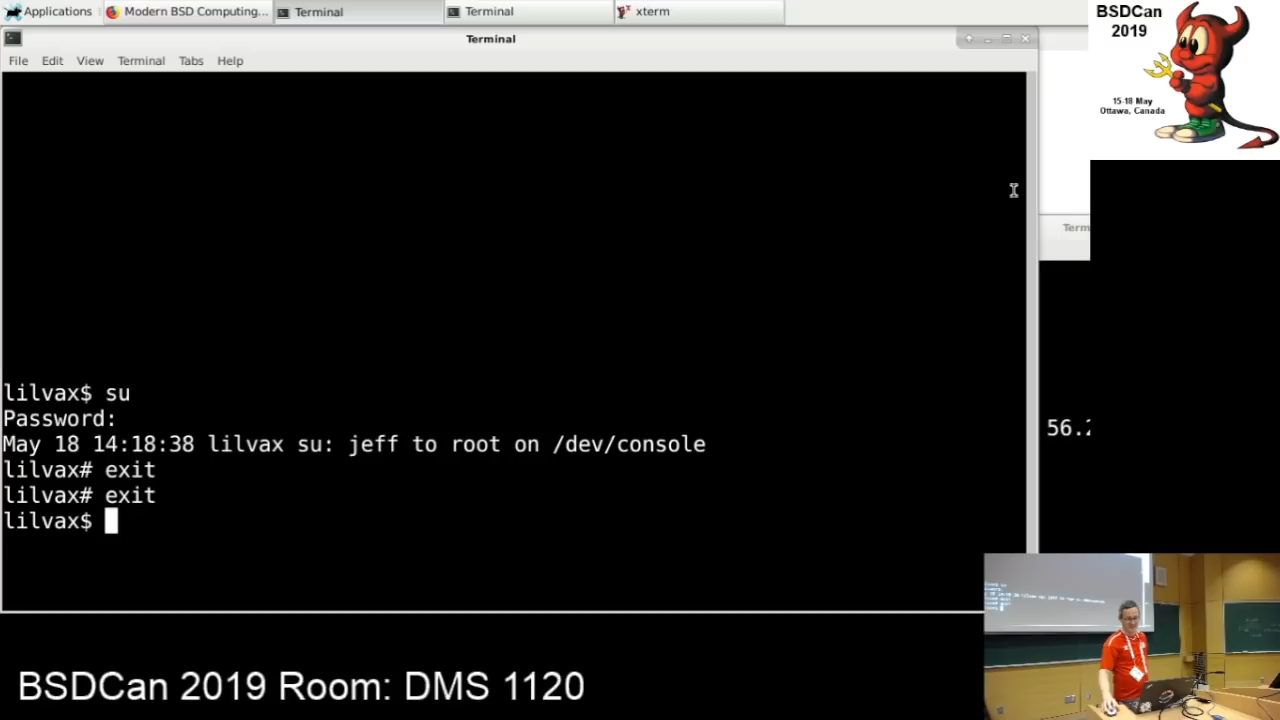 Applications
Modern BSD Computing...
Terminal
Terminal
xterm
Terminal
File Edit View Terminal Tabs Help
BSDCan
2019
15-18 May
Ottawa, Canada
Term
56.2
lilvax$ su
Password:
May 18 14:18:38 lilvax su: jeff to root on /dev/console
lilvax# exit
lilvax# exit
lilvax$
BSDCan 2019 Room: DMS 1120